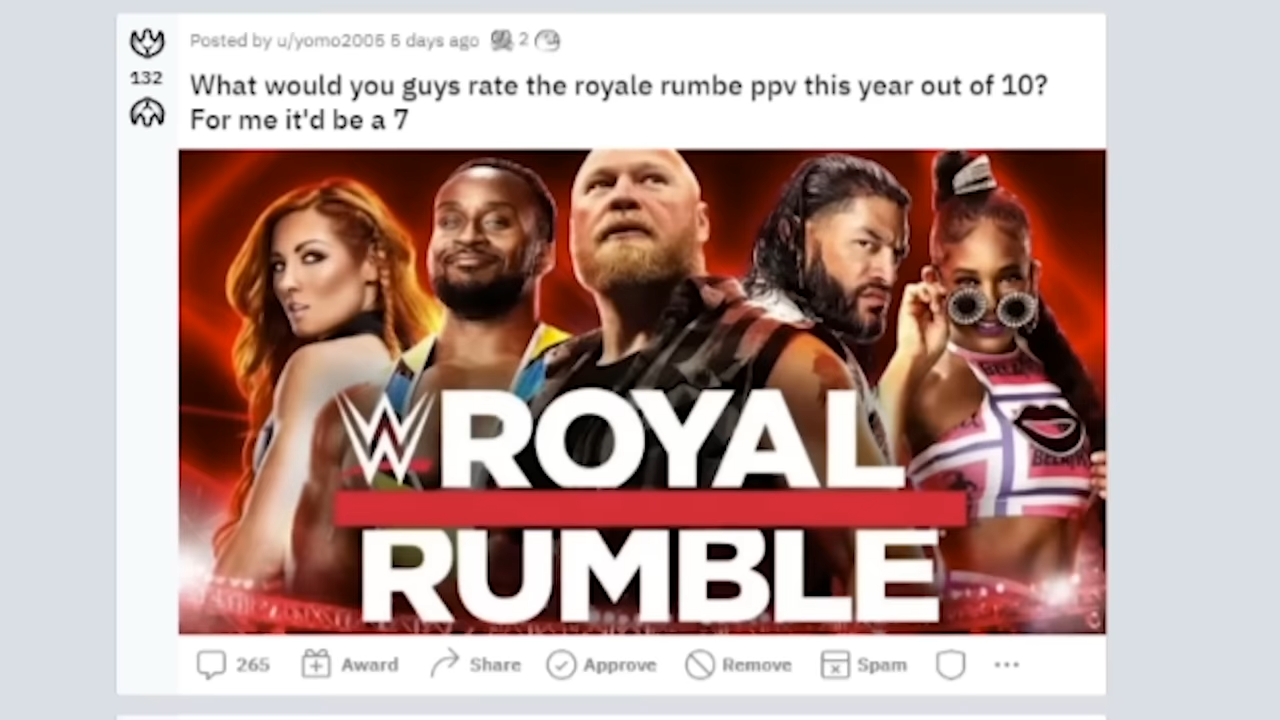 Posted by u/yomo2005 5 days ago 2
132
What would you guys rate the royale rumbe ppv this year out of 10?
For me it'd be a 7
W ROYAL
RUMBLE
265 Award Share Approve Remove Spam ...